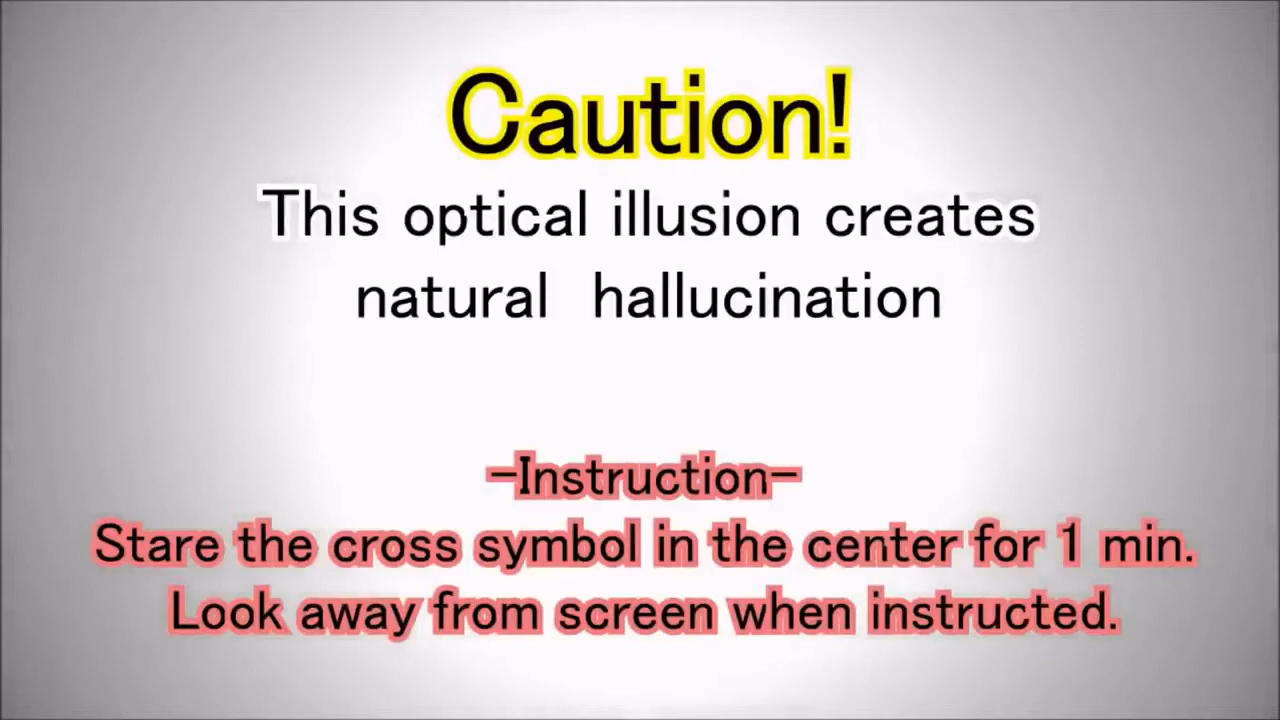 Caution!
This optical illusion creates
natural hallucination
-Instruction-
Stare the cross symbol in the center for 1 min.
Look away from screen when instructed.